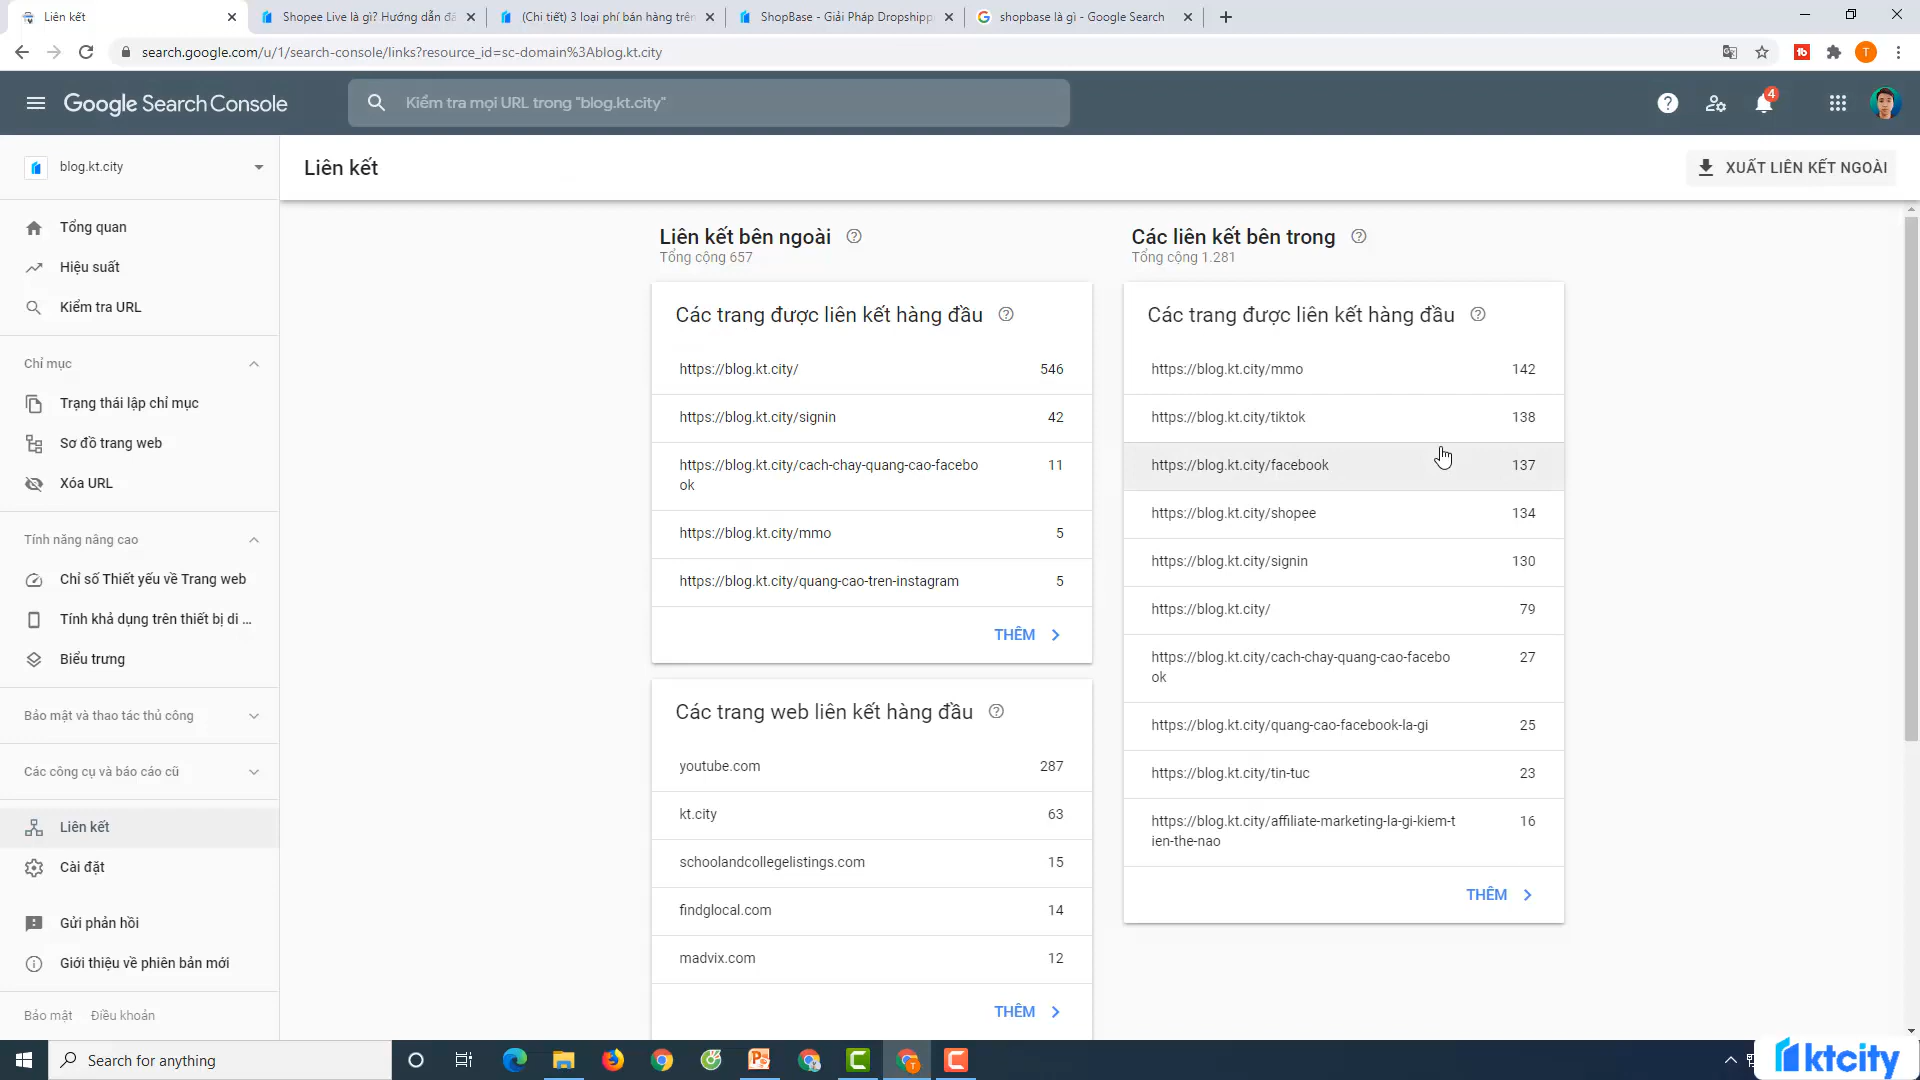 Liên kết
Shopee Live là gì? Hướng dẫn đă
(Chi tiết) 3 loại phí bán hàng trên
ShopBase - Giải Pháp Dropshipp
shopbase là gì - Google Search
search.google.com/u/1/search-console/links?resource_id=sc-domain%3Ablog.kt.city
T
Google Search Console
Kiểm tra mọi URL trong "blog.kt.city"
4
blog.kt.city
Liên kết
XUẤT LIÊN KẾT NGOÀI
Tổng quan
Hiệu suất
Kiểm tra URL
Chỉ mục
Trạng thái lập chỉ mục
Sơ đồ trang web
Xóa URL
Tính năng nâng cao
Chỉ số Thiết yếu về Trang web
Tính khả dụng trên thiết bị di ...
Biểu trưng
Bảo mật và thao tác thủ công
Các công cụ và báo cáo cũ
Liên kết
Cài đặt
Gửi phản hồi
Giới thiệu về phiên bản mới
Bảo mật Điều khoản
Liên kết bên ngoài
Tổng cộng 657
Các trang được liên kết hàng đầu
https://blog.kt.city/ 546
https://blog.kt.city/signin 42
https://blog.kt.city/cach-chay-quang-cao-facebo 11
ok
https://blog.kt.city/mmo 5
https://blog.kt.city/quang-cao-tren-instagram 5
THÊM
Các trang web liên kết hàng đầu
youtube.com 287
kt.city 63
schoolandcollegelistings.com 15
findglocal.com 14
madvix.com 12
THÊM
Các liên kết bên trong
Tổng cộng 1.281
Các trang được liên kết hàng đầu
https://blog.kt.city/mmo 142
https://blog.kt.city/tiktok 138
https://blog.kt.city/facebook 137
https://blog.kt.city/shopee 134
https://blog.kt.city/signin 130
https://blog.kt.city/ 79
https://blog.kt.city/cach-chay-quang-cao-facebo 27
ok
https://blog.kt.city/quang-cao-facebook-la-gi 25
https://blog.kt.city/tin-tuc 23
https://blog.kt.city/affiliate-marketing-la-gi-kiem-t 16
ien-the-nao
THÊM
Search for anything
ktcity